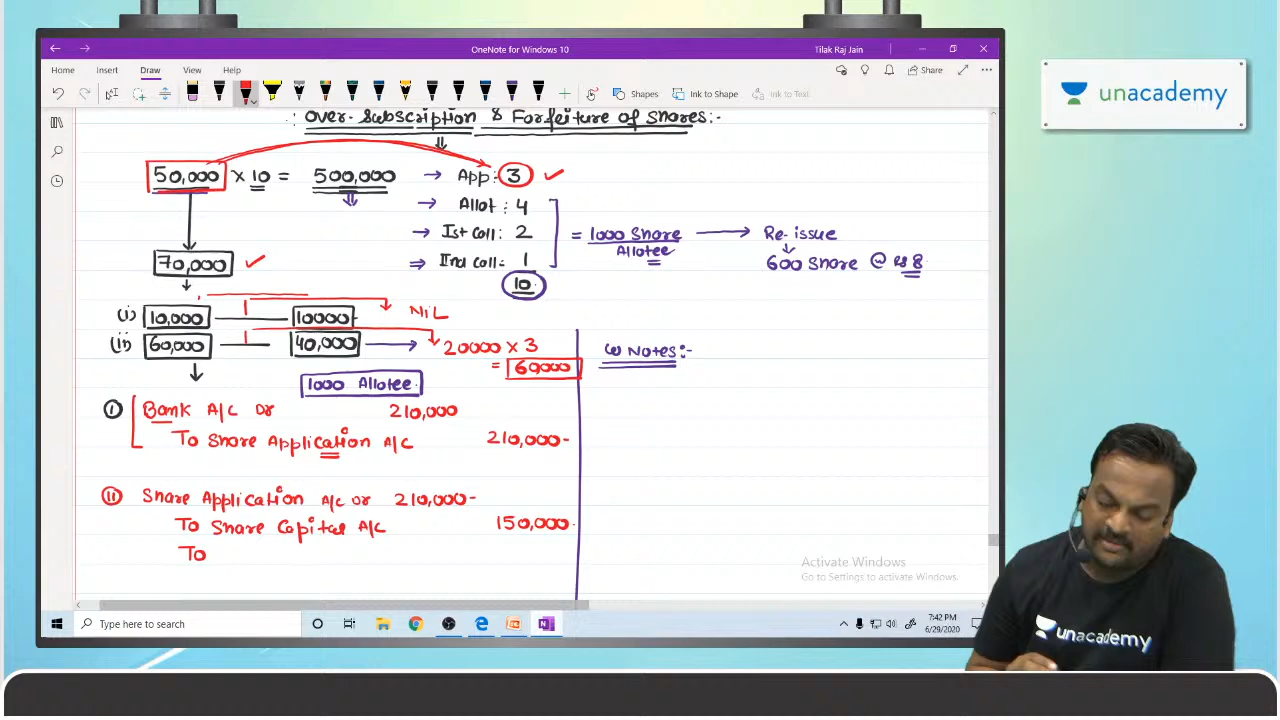 OneNote for Windows 10
Tilak Raj Jain
Home Insert Draw View Help
Share
Shapes
Ink to Shape
Ink to Text
unacademy
∴ Over-Subscription & Forfeiture of Shares:-
50,000 × 10 = 500,000 → App: 3 ✓
→ Allot: 4
→ Ist Call: 2 = 1000 Share → Re-issue
Allotee
70,000 ✓ ⇒ IInd Call: 1 600 Share @ Rs 8
10
(i) 10,000 10000 NiL
(ii) 60,000 40,000 → 20000 × 3
= 60,000
W Notes:-
1000 Allotee
I Bank A/C Dr 210,000
To Share Application A/C 210,000-
II Share Application A/C Dr 210,000-
To Share Capital A/C 150,000
To
Activate Windows
Go to Settings to activate Windows.
Type here to search
7:42 PM
6/29/2020
unacademy